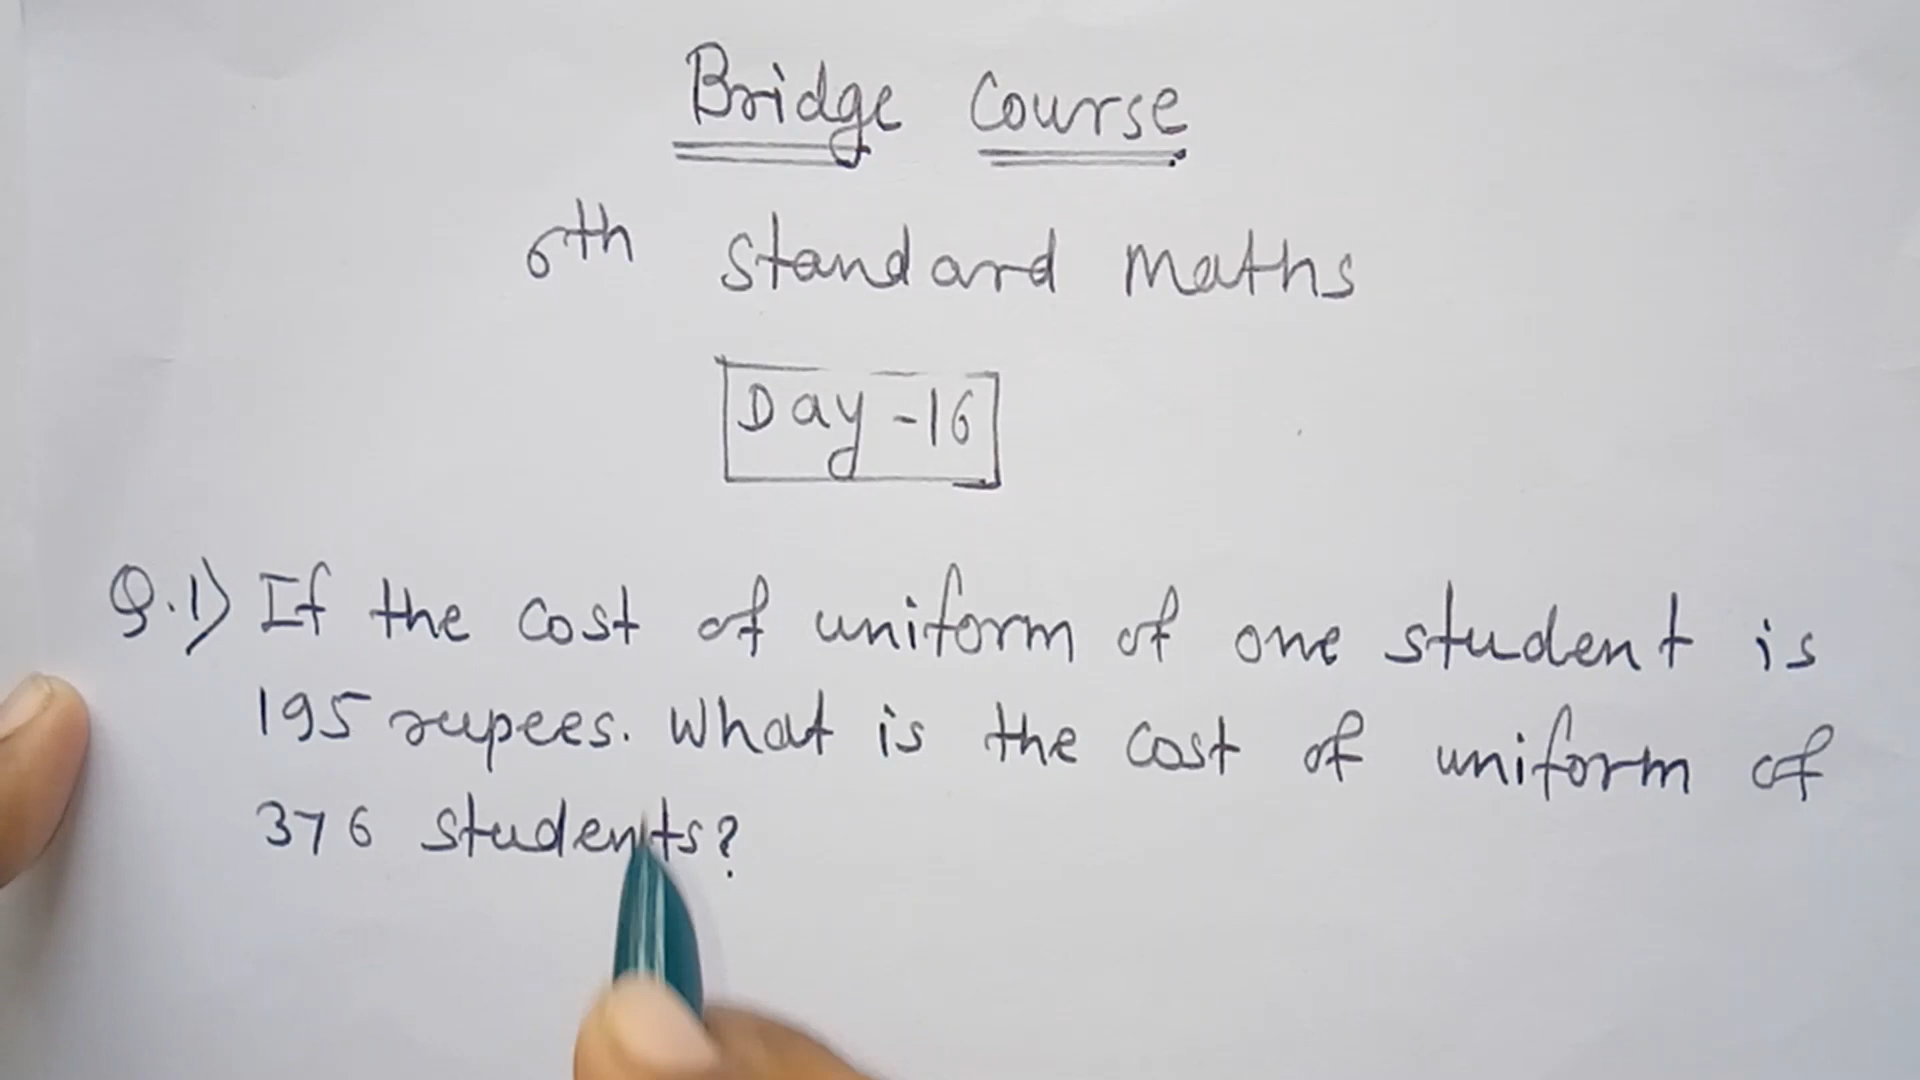 Bridge Course
6th Standard Maths
Day -16
Q.1) If the cost of uniform of one student is
195 rupees. What is the cost of uniform of
376 students?